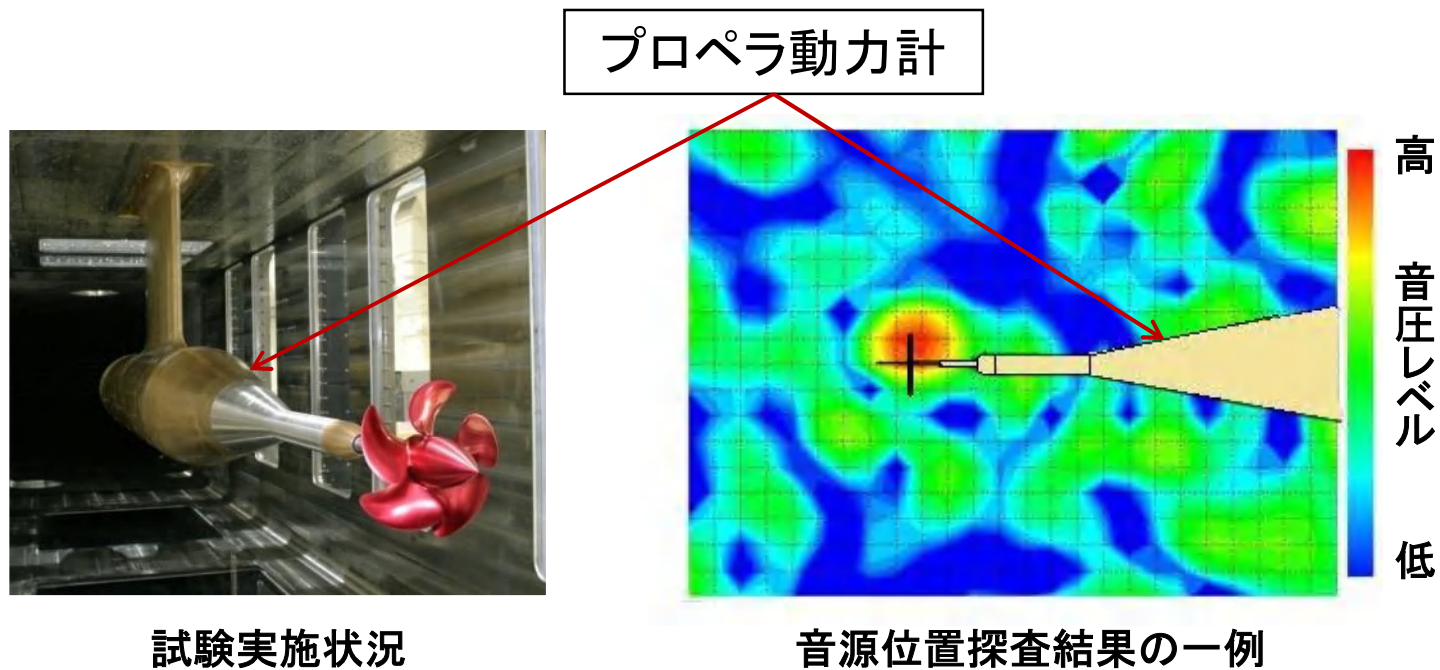 プロペラ動力計
高
音圧レベル
低
試験実施状況
音源位置探査結果の一例